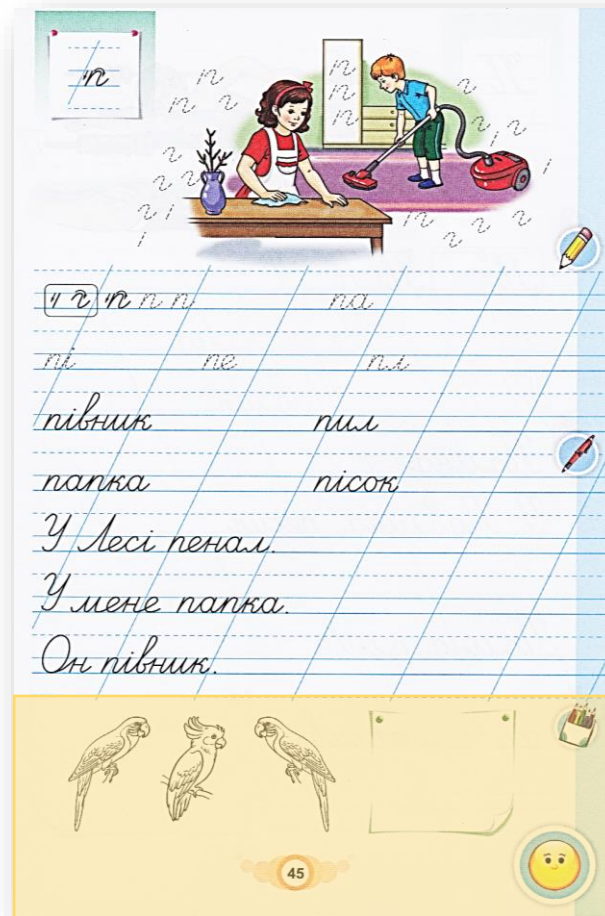 п
п п п
п п п
п п
п
п п п
п
п п п п
п п п па
пі пе пл
півник пил
папка пісок
У Лесі пенал.
У мене папка.
Он півник.
45